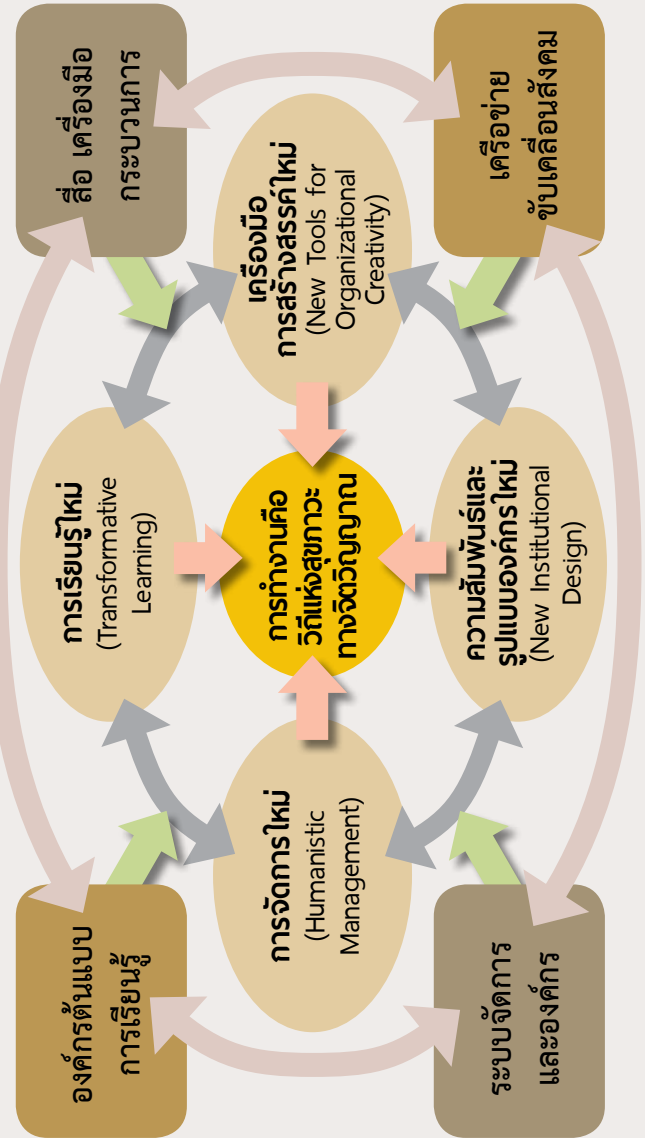 องค์กรต้นแบบ
การเรียนรู้
สื่อ เครื่องมือ
กระบวนการ
การเรียนรู้ใหม่
(Transformative
Learning)
การจัดการใหม่
(Humanistic
Management)
การทำงานคือ
วิถีแห่งสุขภาวะ
ทางจิตวิญญาณ
เครื่องมือ
การสร้างสรรค์ใหม่
(New Tools for
Organizational
Creativity)
ความสัมพันธ์และ
รูปแบบองค์กรใหม่
(New Institutional
Design)
ระบบจัดการ
และองค์กร
เครือข่าย
ขับเคลื่อนสังคม